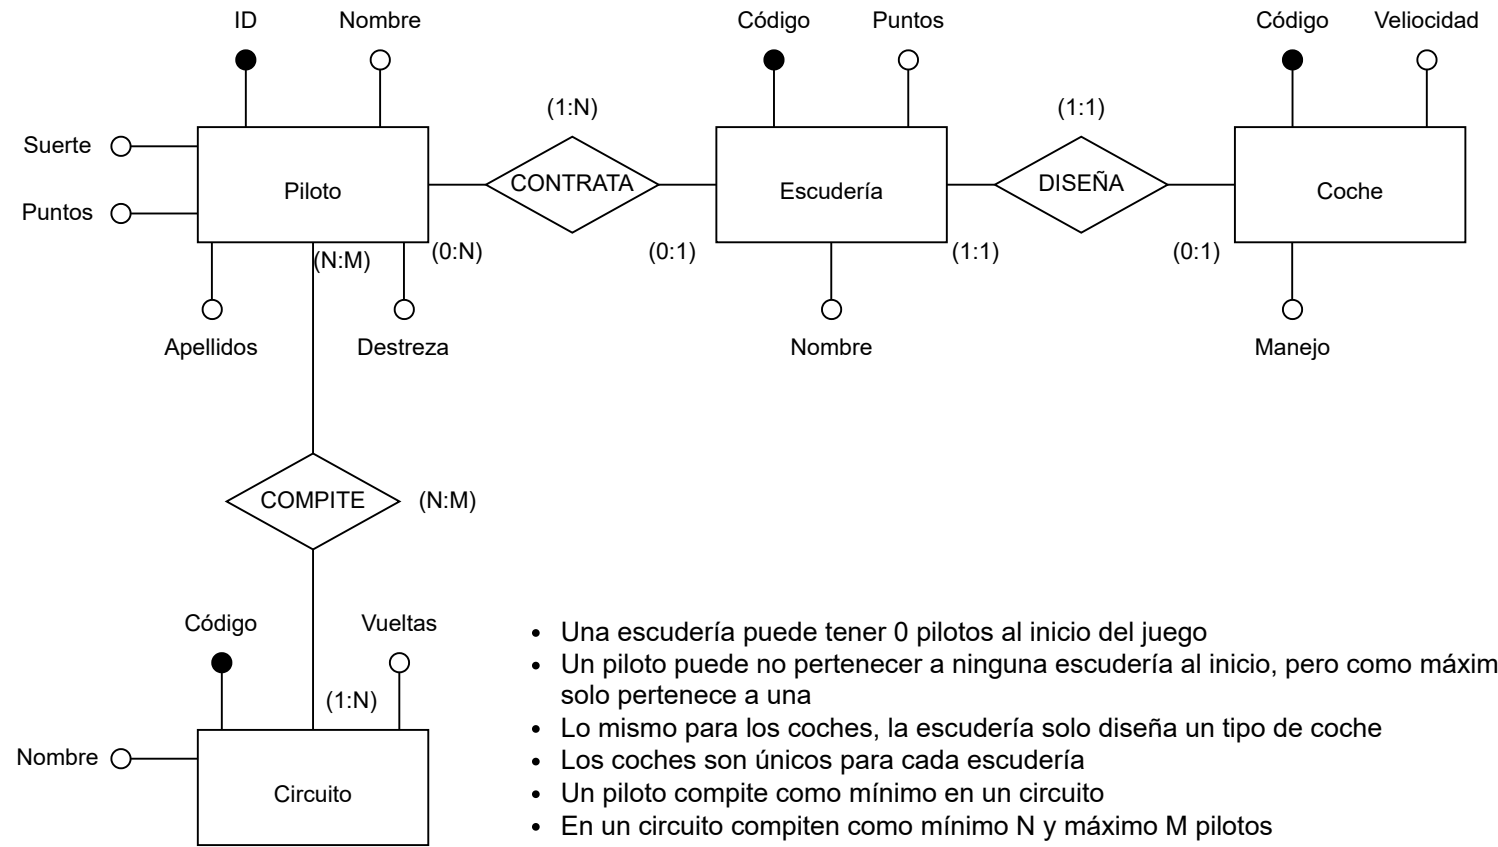 ID
Nombre
Código
Puntos
Código
Veliocidad
(1:N)
(1:1)
Suerte
Piloto
CONTRATA
Escudería
DISEÑA
Coche
Puntos
(N:M)
(0:N)
(0:1)
(1:1)
(0:1)
Apellidos
Destreza
Nombre
Manejo
COMPITE
(N:M)
Código
Vueltas
(1:N)
Nombre
Circuito
• Una escudería puede tener 0 pilotos al inicio del juego
• Un piloto puede no pertenecer a ninguna escudería al inicio, pero como máxim
solo pertenece a una
• Lo mismo para los coches, la escudería solo diseña un tipo de coche
• Los coches son únicos para cada escudería
• Un piloto compite como mínimo en un circuito
• En un circuito compiten como mínimo N y máximo M pilotos